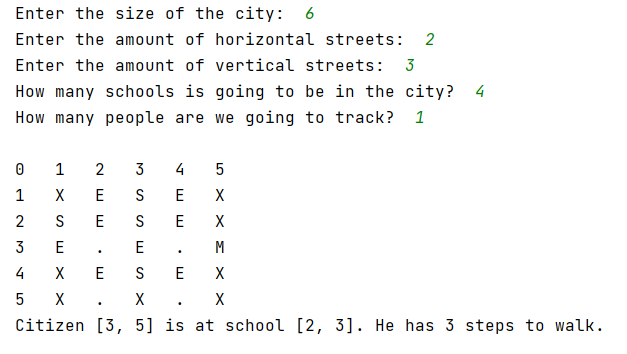 Enter the size of the city: 6
Enter the amount of horizontal streets: 2
Enter the amount of vertical streets: 3
How many schools is going to be in the city? 4
How many people are we going to track? 1
0 1 2 3 4 5
1 X E S E X
2 S E S E X
3 E . E . M
4 X E S E X
5 X . X . X
Citizen [3, 5] is at school [2, 3]. He has 3 steps to walk.